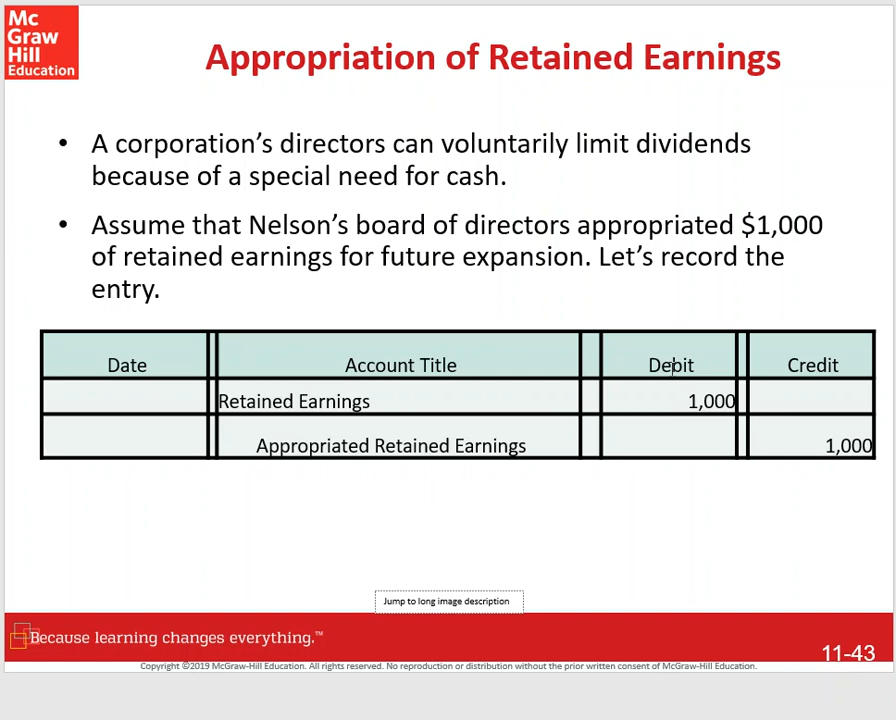 Mc
Graw
Hill
Education
Appropriation of Retained Earnings
• A corporation’s directors can voluntarily limit dividends
because of a special need for cash.
• Assume that Nelson’s board of directors appropriated $1,000
of retained earnings for future expansion. Let’s record the
entry.
Date Account Title Debit Credit
Retained Earnings 1,000
Appropriated Retained Earnings 1,000
Jump to long image description
Because learning changes everything.™
11-43
Copyright ©2019 McGraw-Hill Education. All rights reserved. No reproduction or distribution without the prior written consent of McGraw-Hill Education.